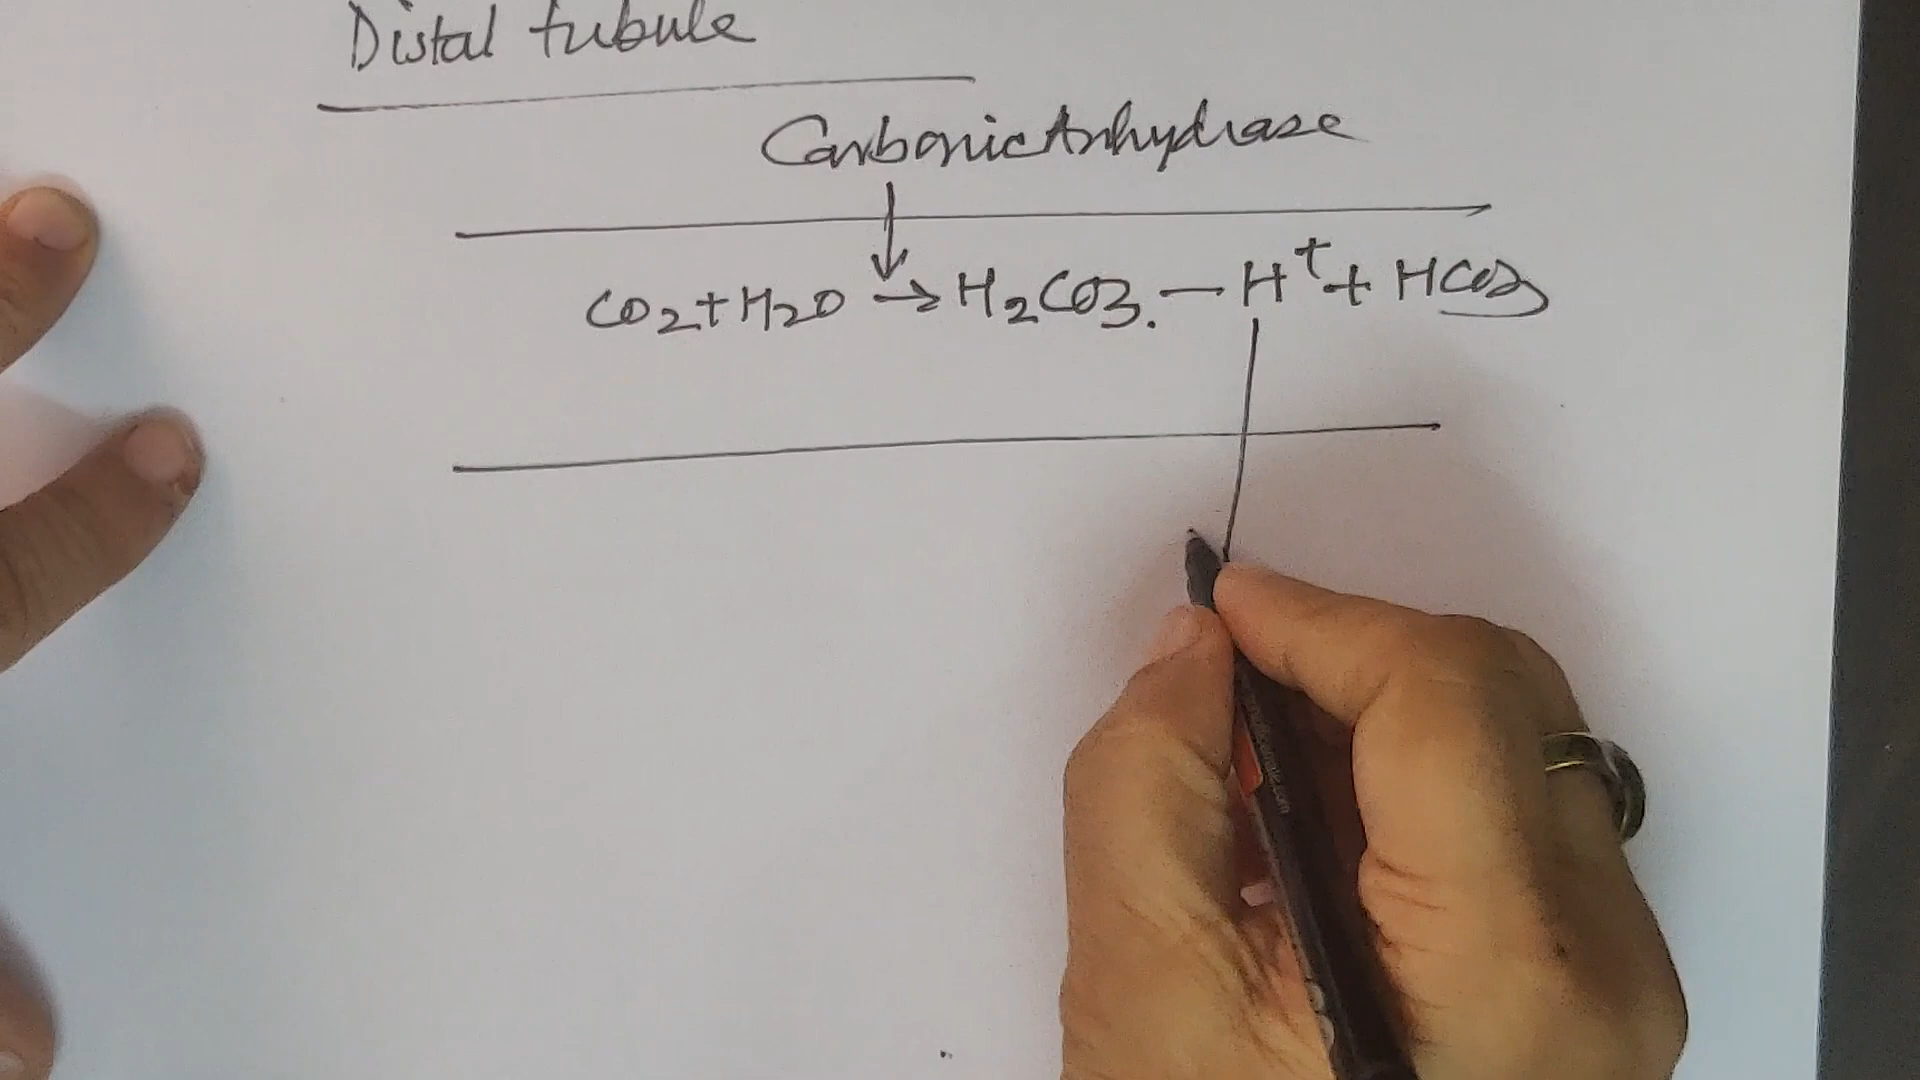 Distal tubule
Carbonic Anhydrase
CO2+H2O → H2CO3. — H+ + HCO3